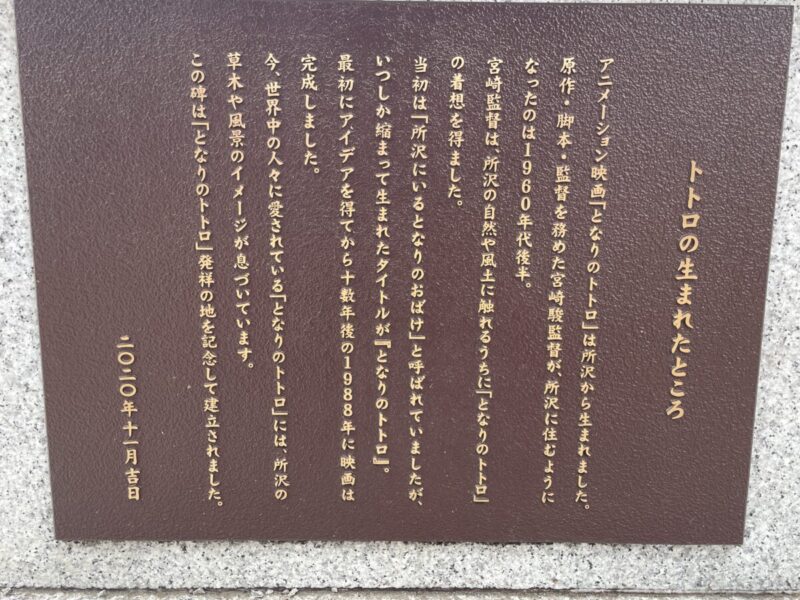 トトロの生まれたところ
アニメーション映画「となりのトトロ」は所沢から生まれました。
原作・脚本・監督を務めた宮崎駿監督が、所沢に住むように
なったのは1960年代後半。
宮崎監督は、所沢の自然や風土に触れるうちに「となりのトトロ」
の着想を得ました。
当初は「所沢にいるとなりのおばけ」と呼ばれていましたが、
いつしか縮まって生まれたタイトルが『となりのトトロ』。
最初にアイデアを得てから十数年後の1988年に映画は
完成しました。
今、世界中の人々に愛されている「となりのトトロ」には、所沢の
草木や風景のイメージが息づいています。
この碑は「となりのトトロ」発祥の地を記念して建立されました。
二〇二〇年十一月吉日